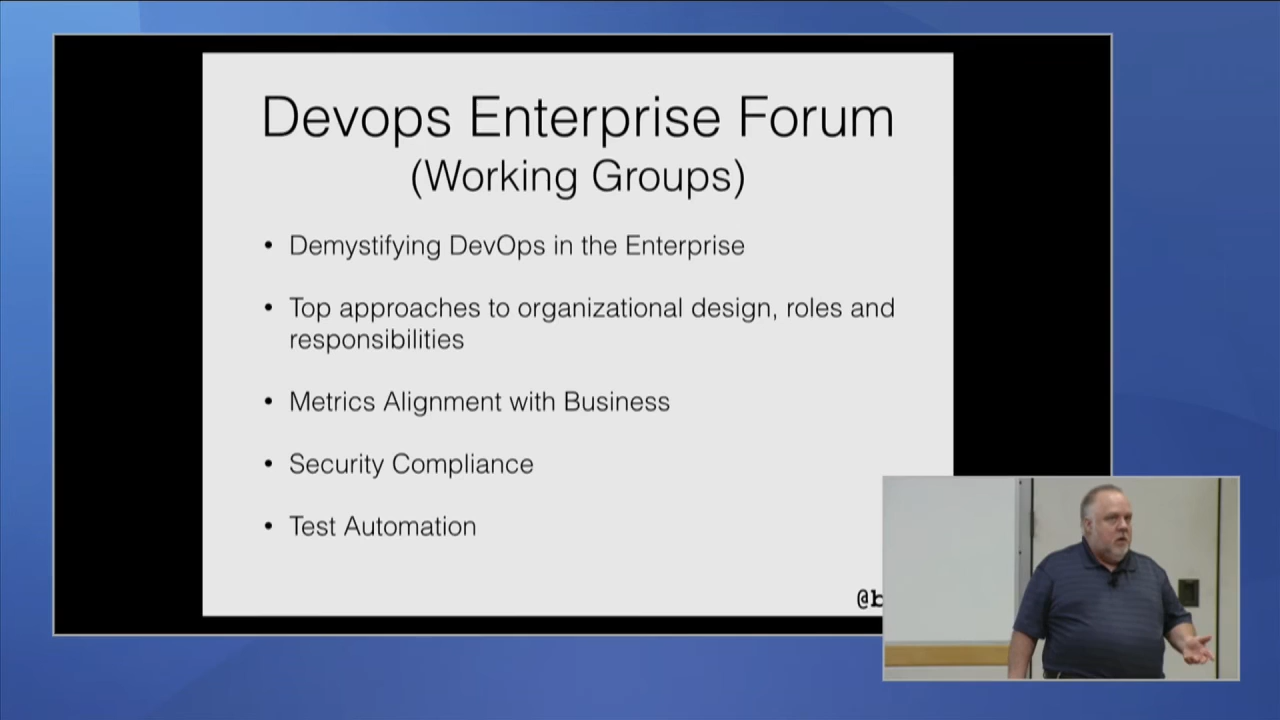 Devops Enterprise Forum
(Working Groups)
• Demystifying DevOps in the Enterprise
• Top approaches to organizational design, roles and
responsibilities
• Metrics Alignment with Business
• Security Compliance
• Test Automation